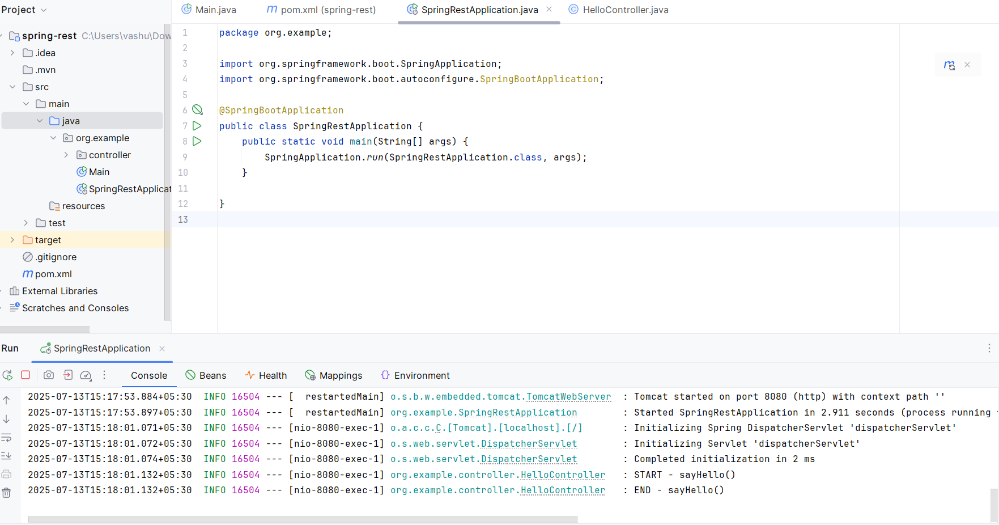 Project
Main.java
pom.xml (spring-rest)
SpringRestApplication.java
HelloController.java
spring-rest C:\Users\vashu\Dow
.idea
.mvn
src
main
java
org.example
controller
Main
SpringRestApplicat
resources
test
target
.gitignore
pom.xml
External Libraries
Scratches and Consoles
1 package org.example;
2
3 import org.springframework.boot.SpringApplication;
4 import org.springframework.boot.autoconfigure.SpringBootApplication;
5
6 @SpringBootApplication
7 public class SpringRestApplication {
8 public static void main(String[] args) {
9 SpringApplication.run(SpringRestApplication.class, args);
10 }
11
12 }
13
Run SpringRestApplication
Console Beans Health Mappings Environment
2025-07-13T15:17:53.884+05:30 INFO 16504 --- [ restartedMain] o.s.b.w.embedded.tomcat.TomcatWebServer : Tomcat started on port 8080 (http) with context path ''
2025-07-13T15:17:53.897+05:30 INFO 16504 --- [ restartedMain] org.example.SpringRestApplication : Started SpringRestApplication in 2.911 seconds (process running
2025-07-13T15:18:01.071+05:30 INFO 16504 --- [nio-8080-exec-1] o.a.c.c.C.[Tomcat].[localhost].[/] : Initializing Spring DispatcherServlet 'dispatcherServlet'
2025-07-13T15:18:01.072+05:30 INFO 16504 --- [nio-8080-exec-1] o.s.web.servlet.DispatcherServlet : Initializing Servlet 'dispatcherServlet'
2025-07-13T15:18:01.074+05:30 INFO 16504 --- [nio-8080-exec-1] o.s.web.servlet.DispatcherServlet : Completed initialization in 2 ms
2025-07-13T15:18:01.132+05:30 INFO 16504 --- [nio-8080-exec-1] org.example.controller.HelloController : START - sayHello()
2025-07-13T15:18:01.132+05:30 INFO 16504 --- [nio-8080-exec-1] org.example.controller.HelloController : END - sayHello()